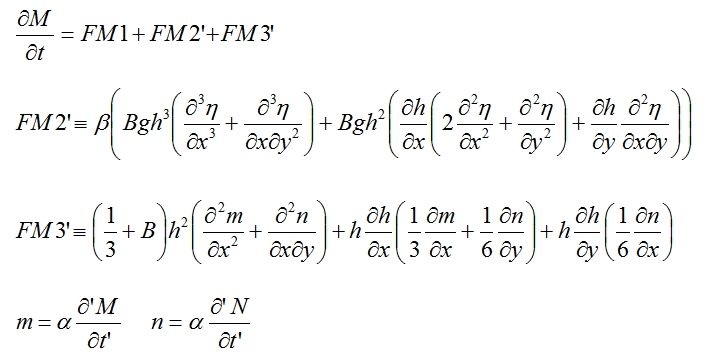 ∂M/∂t = FM1 + FM2' + FM3'
FM2' ≡ β(Bgh³(∂³η/∂x³ + ∂³η/∂x∂y²) + Bgh²(∂h/∂x(2∂²η/∂x² + ∂²η/∂y²) + ∂h/∂y ∂²η/∂x∂y))
FM3' ≡ (1/3 + B)h²(∂²m/∂x² + ∂²n/∂x∂y) + h ∂h/∂x(1/3 ∂m/∂x + 1/6 ∂n/∂y) + h ∂h/∂y(1/6 ∂n/∂x)
m = α ∂'M/∂t' n = α ∂'N/∂t'